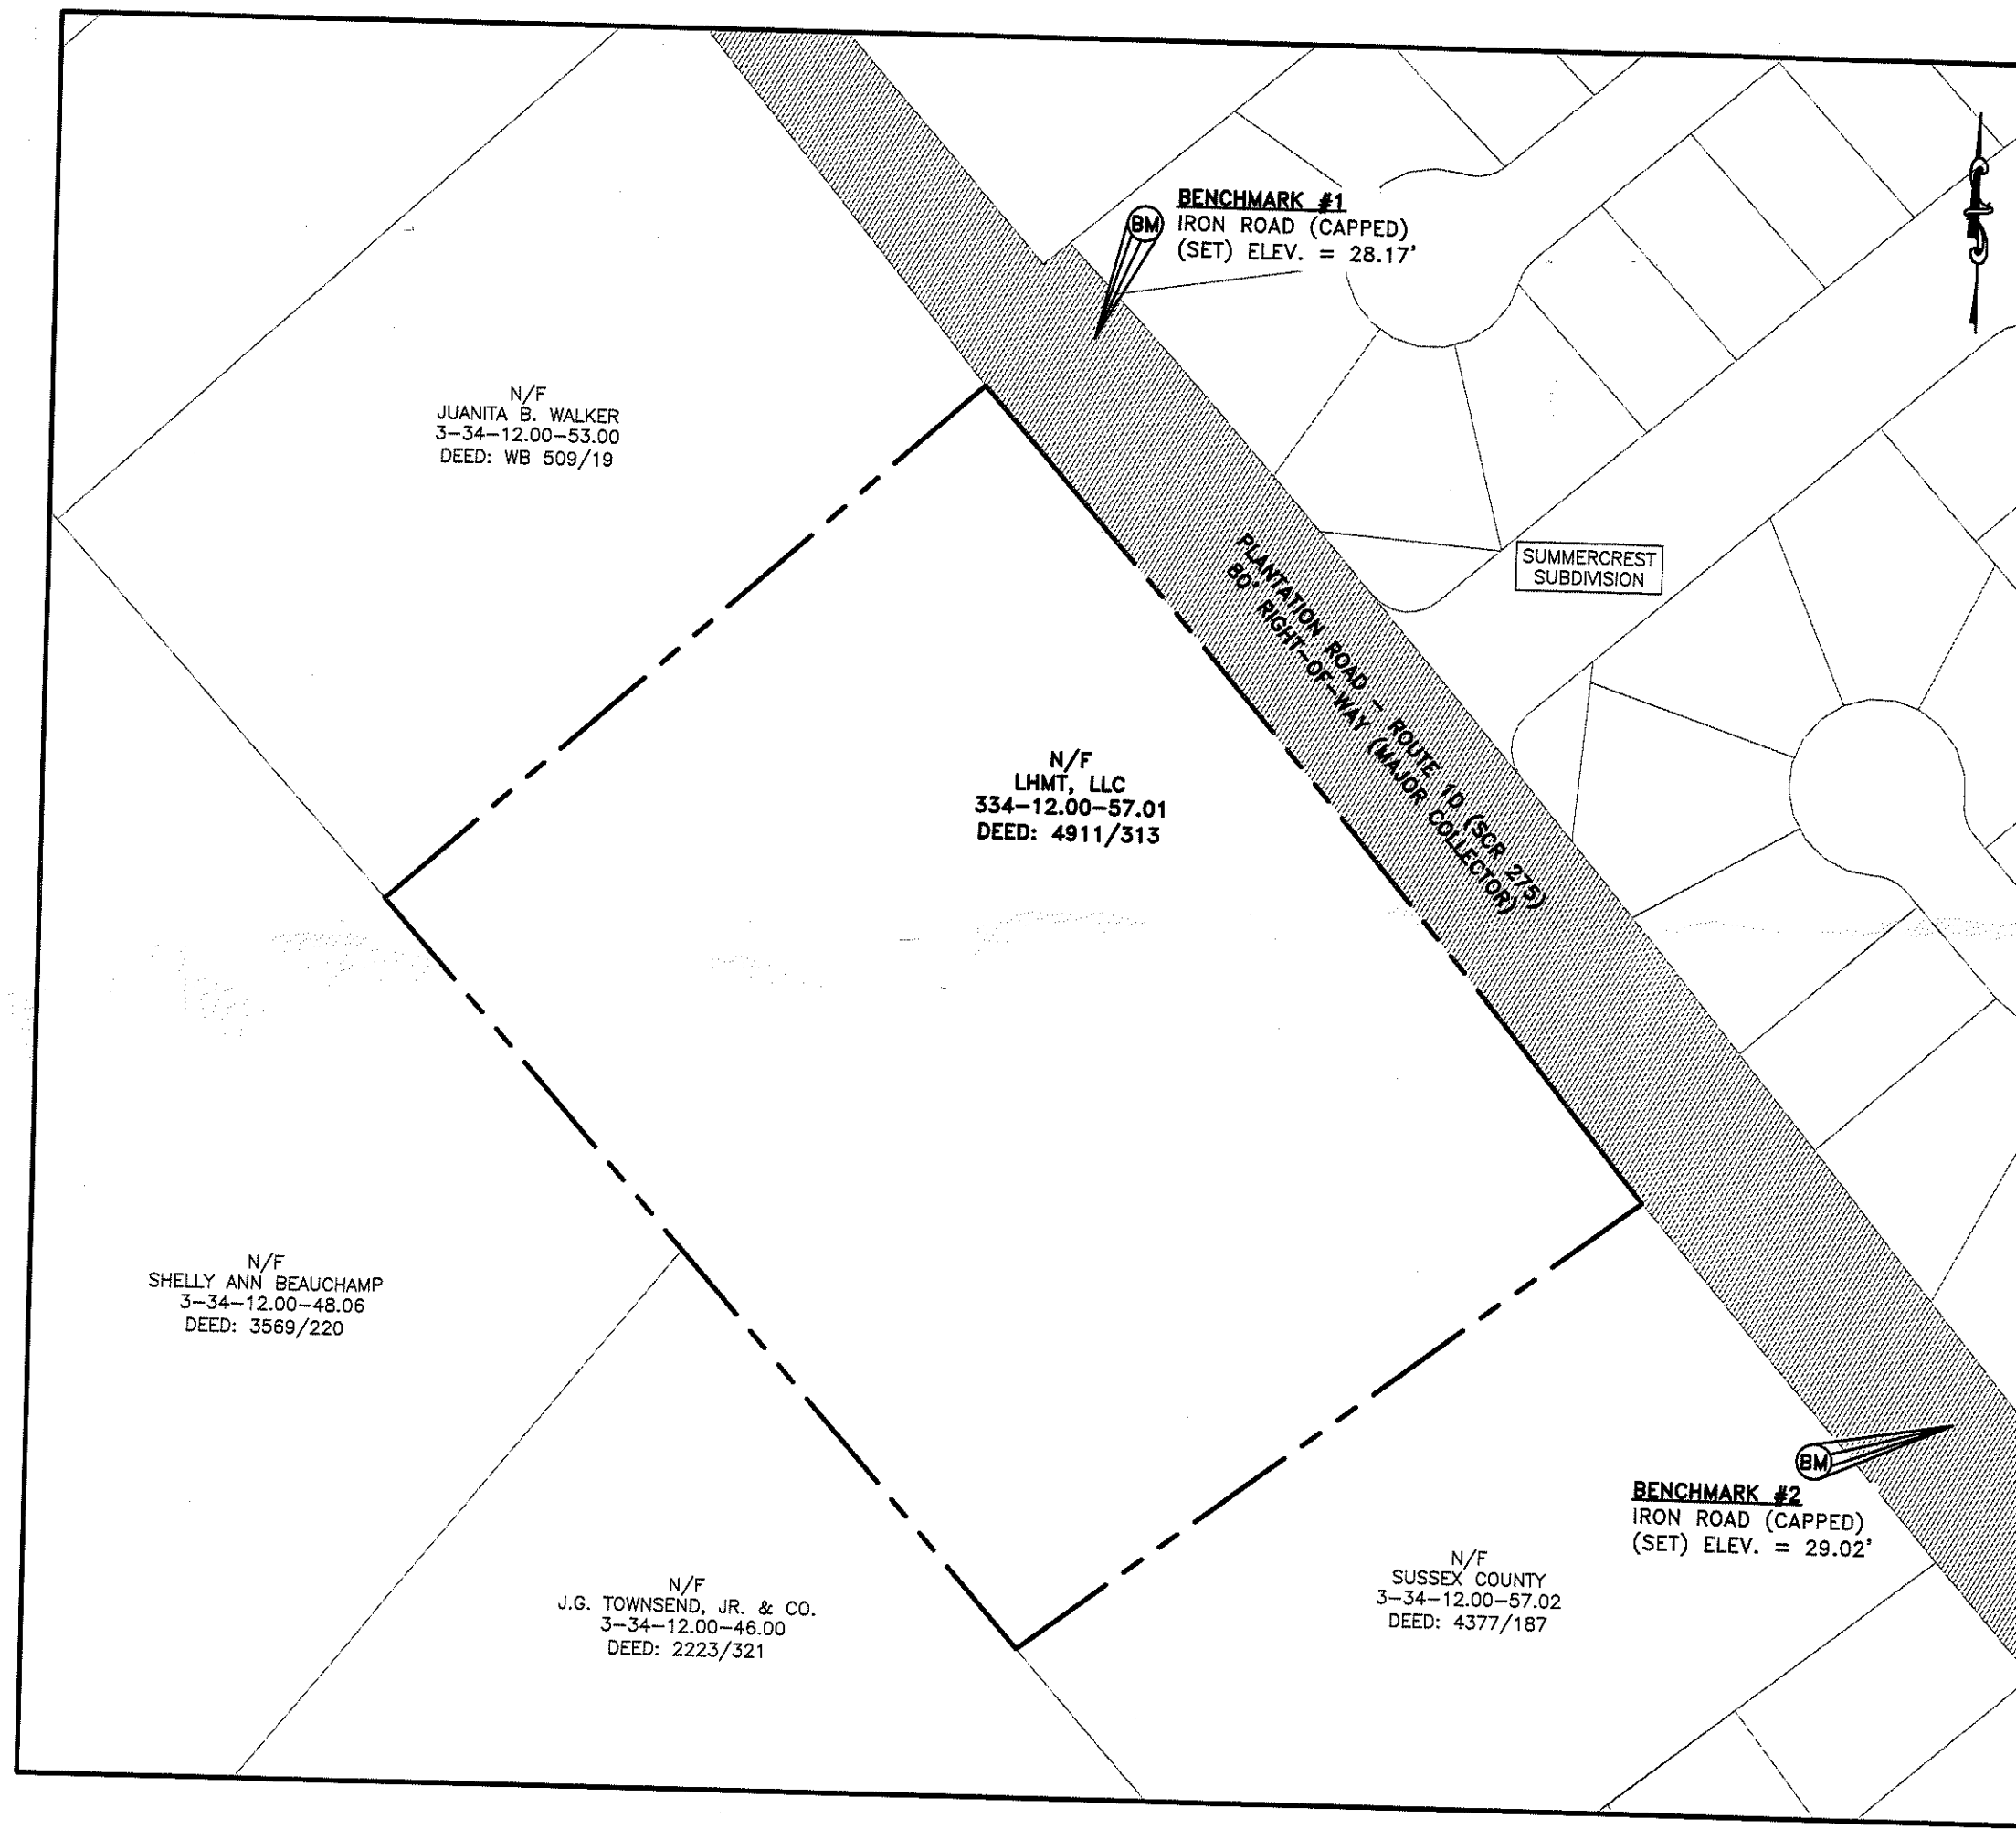 BENCHMARK #1
IRON ROAD (CAPPED)
(SET) ELEV. = 28.17'
BM
N/F
JUANITA B. WALKER
3-34-12.00-53.00
DEED: WB 509/19
SUMMERCREST
SUBDIVISION
PLANTATION ROAD - ROUTE 1D (SCR 275)
80' RIGHT-OF-WAY (MAJOR COLLECTOR)
N/F
LHMT, LLC
334-12.00-57.01
DEED: 4911/313
N/F
SHELLY ANN BEAUCHAMP
3-34-12.00-48.06
DEED: 3569/220
BM
BENCHMARK #2
IRON ROAD (CAPPED)
(SET) ELEV. = 29.02'
N/F
J.G. TOWNSEND, JR. & CO.
3-34-12.00-46.00
DEED: 2223/321
N/F
SUSSEX COUNTY
3-34-12.00-57.02
DEED: 4377/187